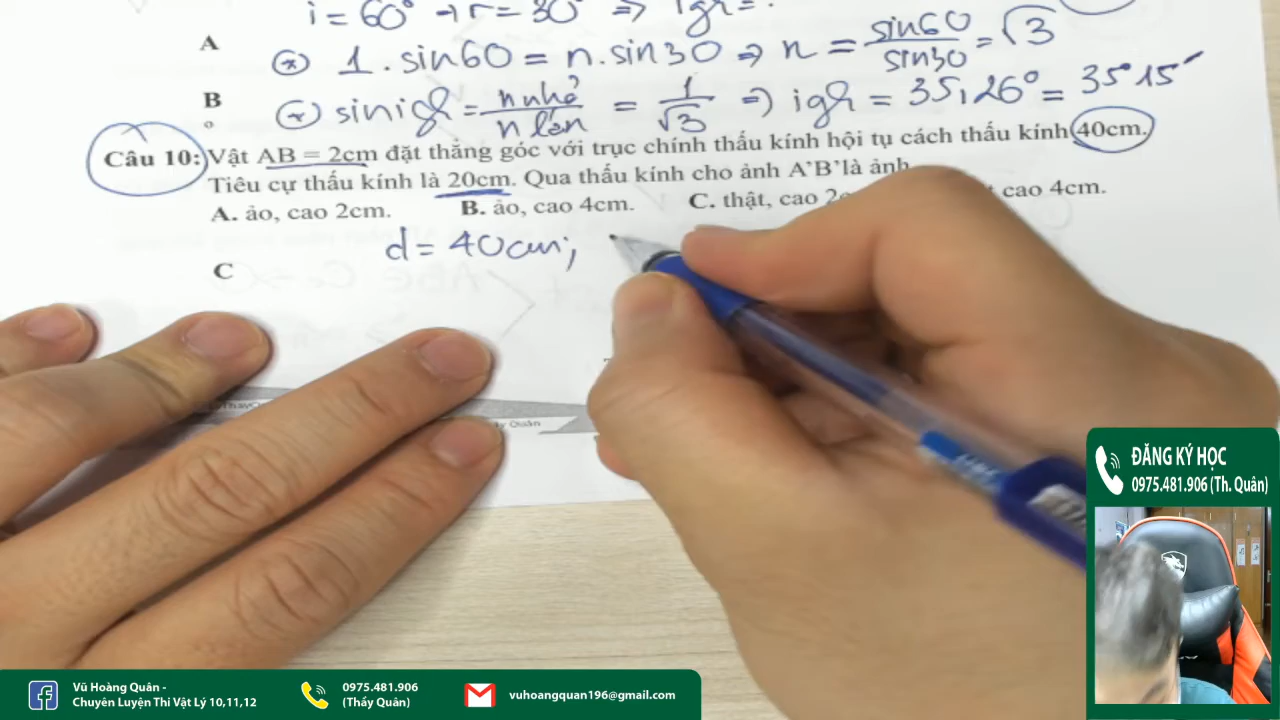 i = 60° → r = 30° ⇒ igh = ?
A
⊛ 1 . sin60 = n . sin30 ⇒ n = sin60/sin30 = √3
B
⊛ sinigh = n nhỏ/n lớn = 1/√3 ⇒ igh = 35,26° = 35°15′
Câu 10: Vật AB = 2cm đặt thẳng góc với trục chính thấu kính hội tụ cách thấu kính 40cm.
Tiêu cự thấu kính là 20cm. Qua thấu kính cho ảnh A'B' là ảnh
A. ảo, cao 2cm. B. ảo, cao 4cm. C. thật, cao cao 4cm.
d = 40cm;
C
Quân
ĐĂNG KÝ HỌC
0975.481.906 (Th. Quân)
Vũ Hoàng Quân -
Chuyên Luyện Thi Vật Lý 10,11,12
0975.481.906
(Thầy Quân)
vuhoangquan196@gmail.com